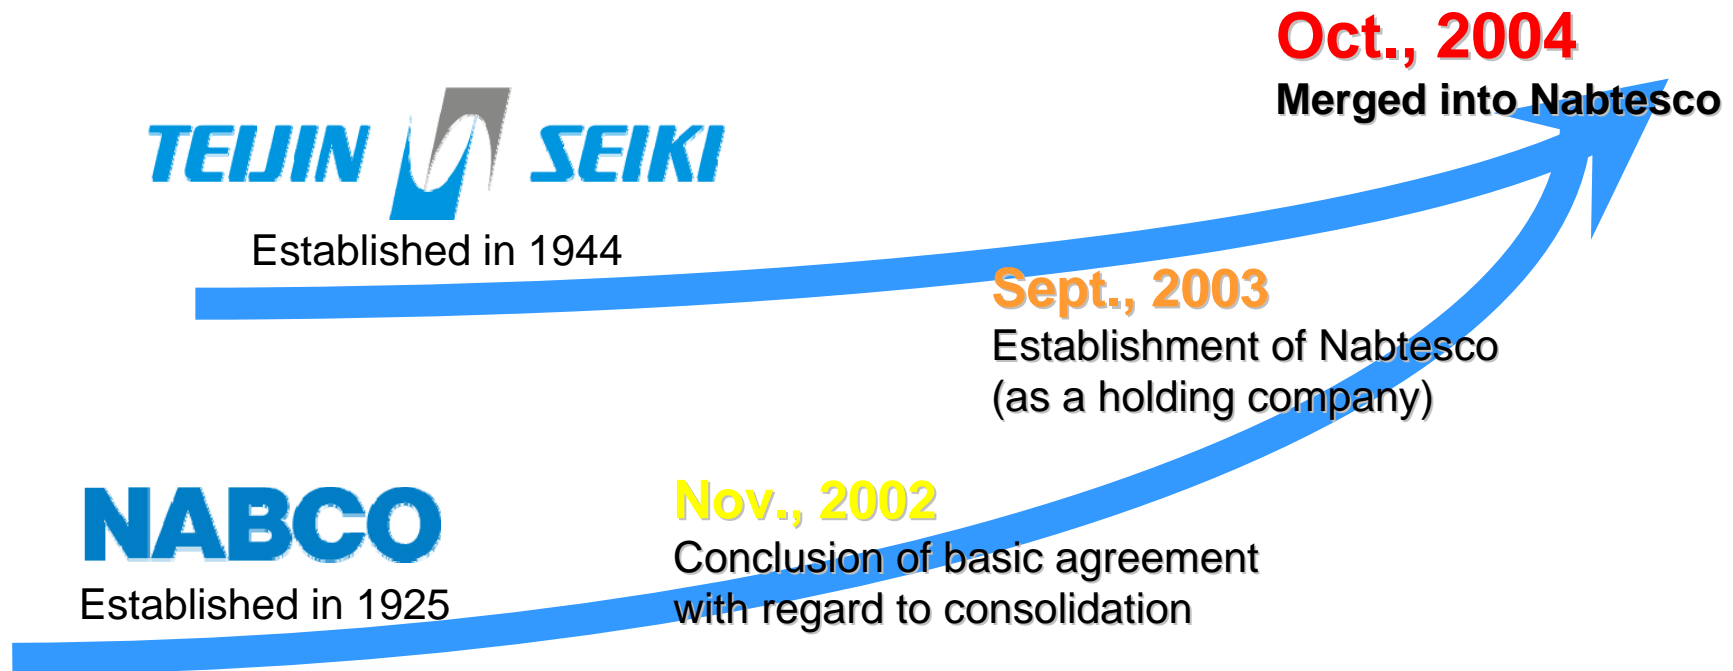 Oct., 2004
Merged into Nabtesco
TEIJIN SEIKI
Established in 1944
Sept., 2003
Establishment of Nabtesco
(as a holding company)
NABCO
Established in 1925
Nov., 2002
Conclusion of basic agreement
with regard to consolidation